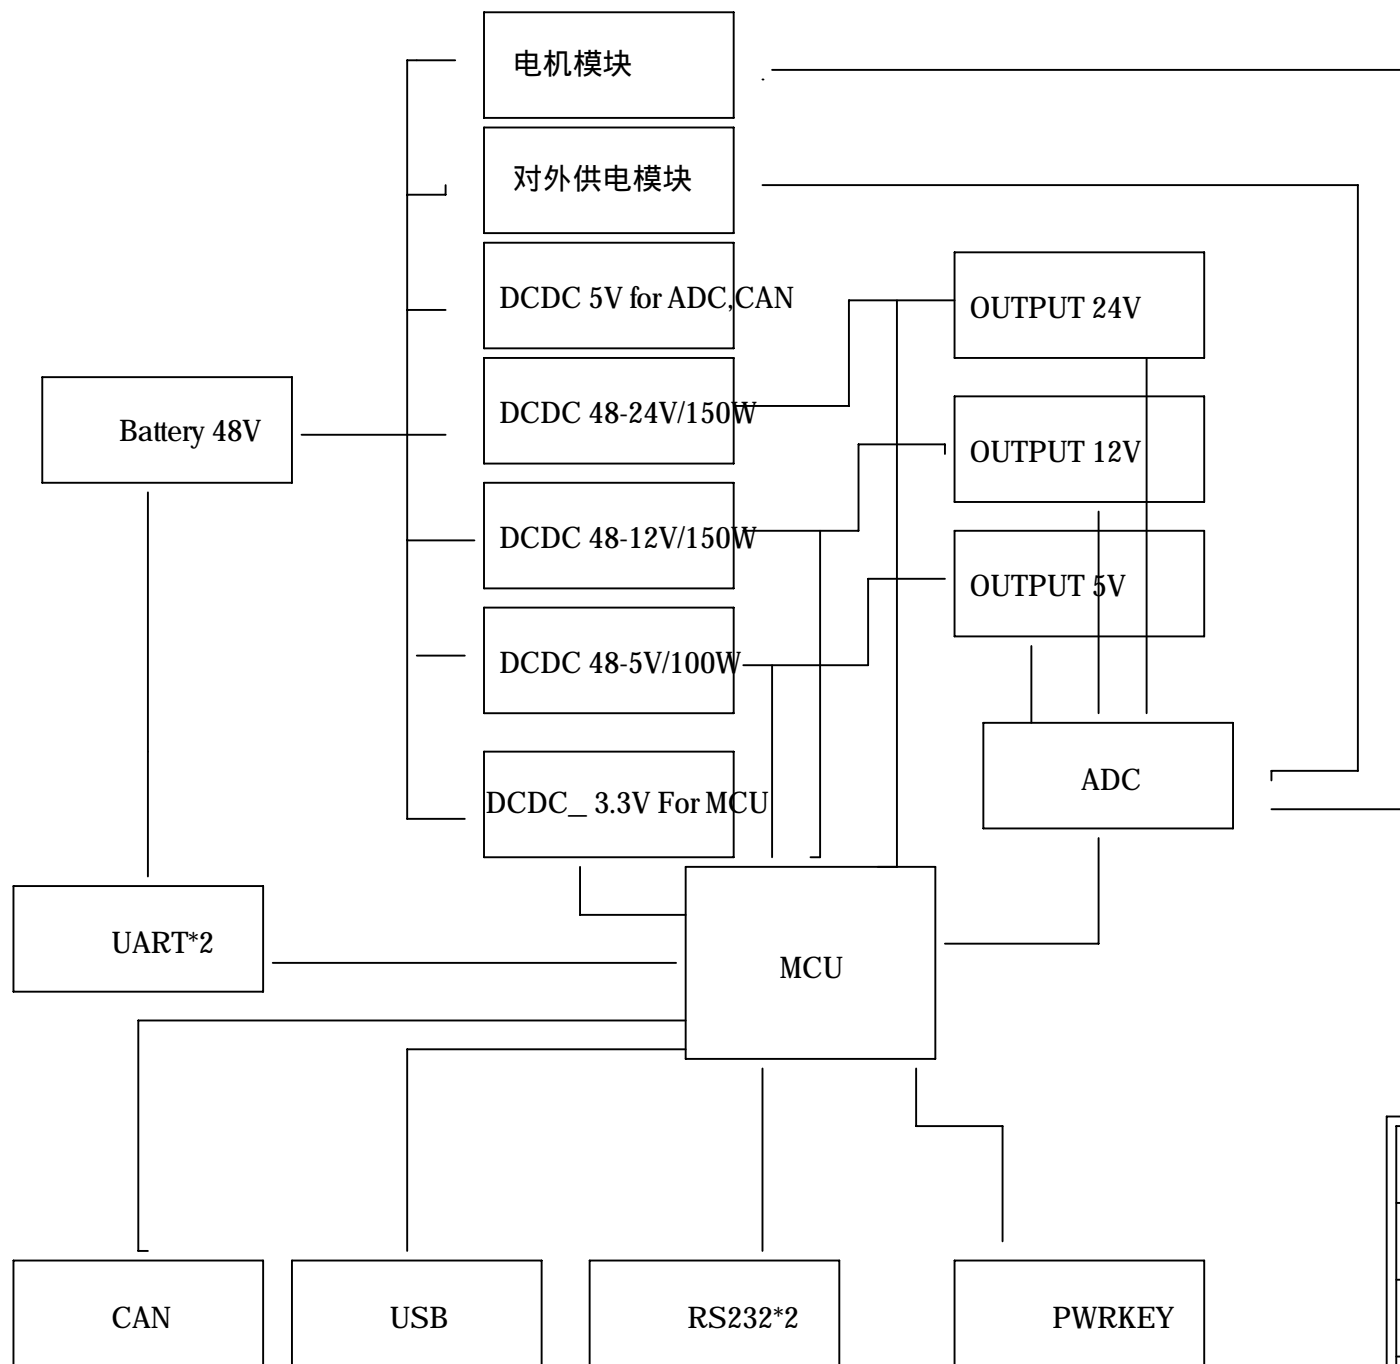 电机模块
对外供电模块
DCDC 5V for ADC,CAN
OUTPUT 24V
DCDC 48-24V/150W
Battery 48V
OUTPUT 12V
DCDC 48-12V/150W
OUTPUT 5V
DCDC 48-5V/100W
ADC
DCDC_ 3.3V For MCU
UART*2
MCU
CAN
USB
RS232*2
PWRKEY